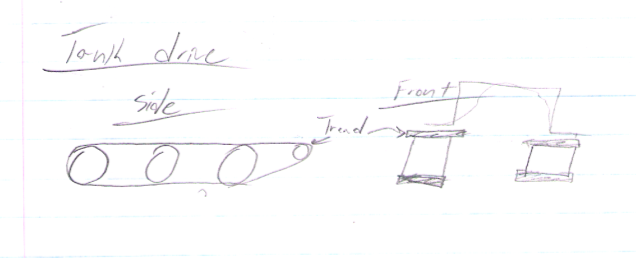 Tank drive
Side
Front
Tread